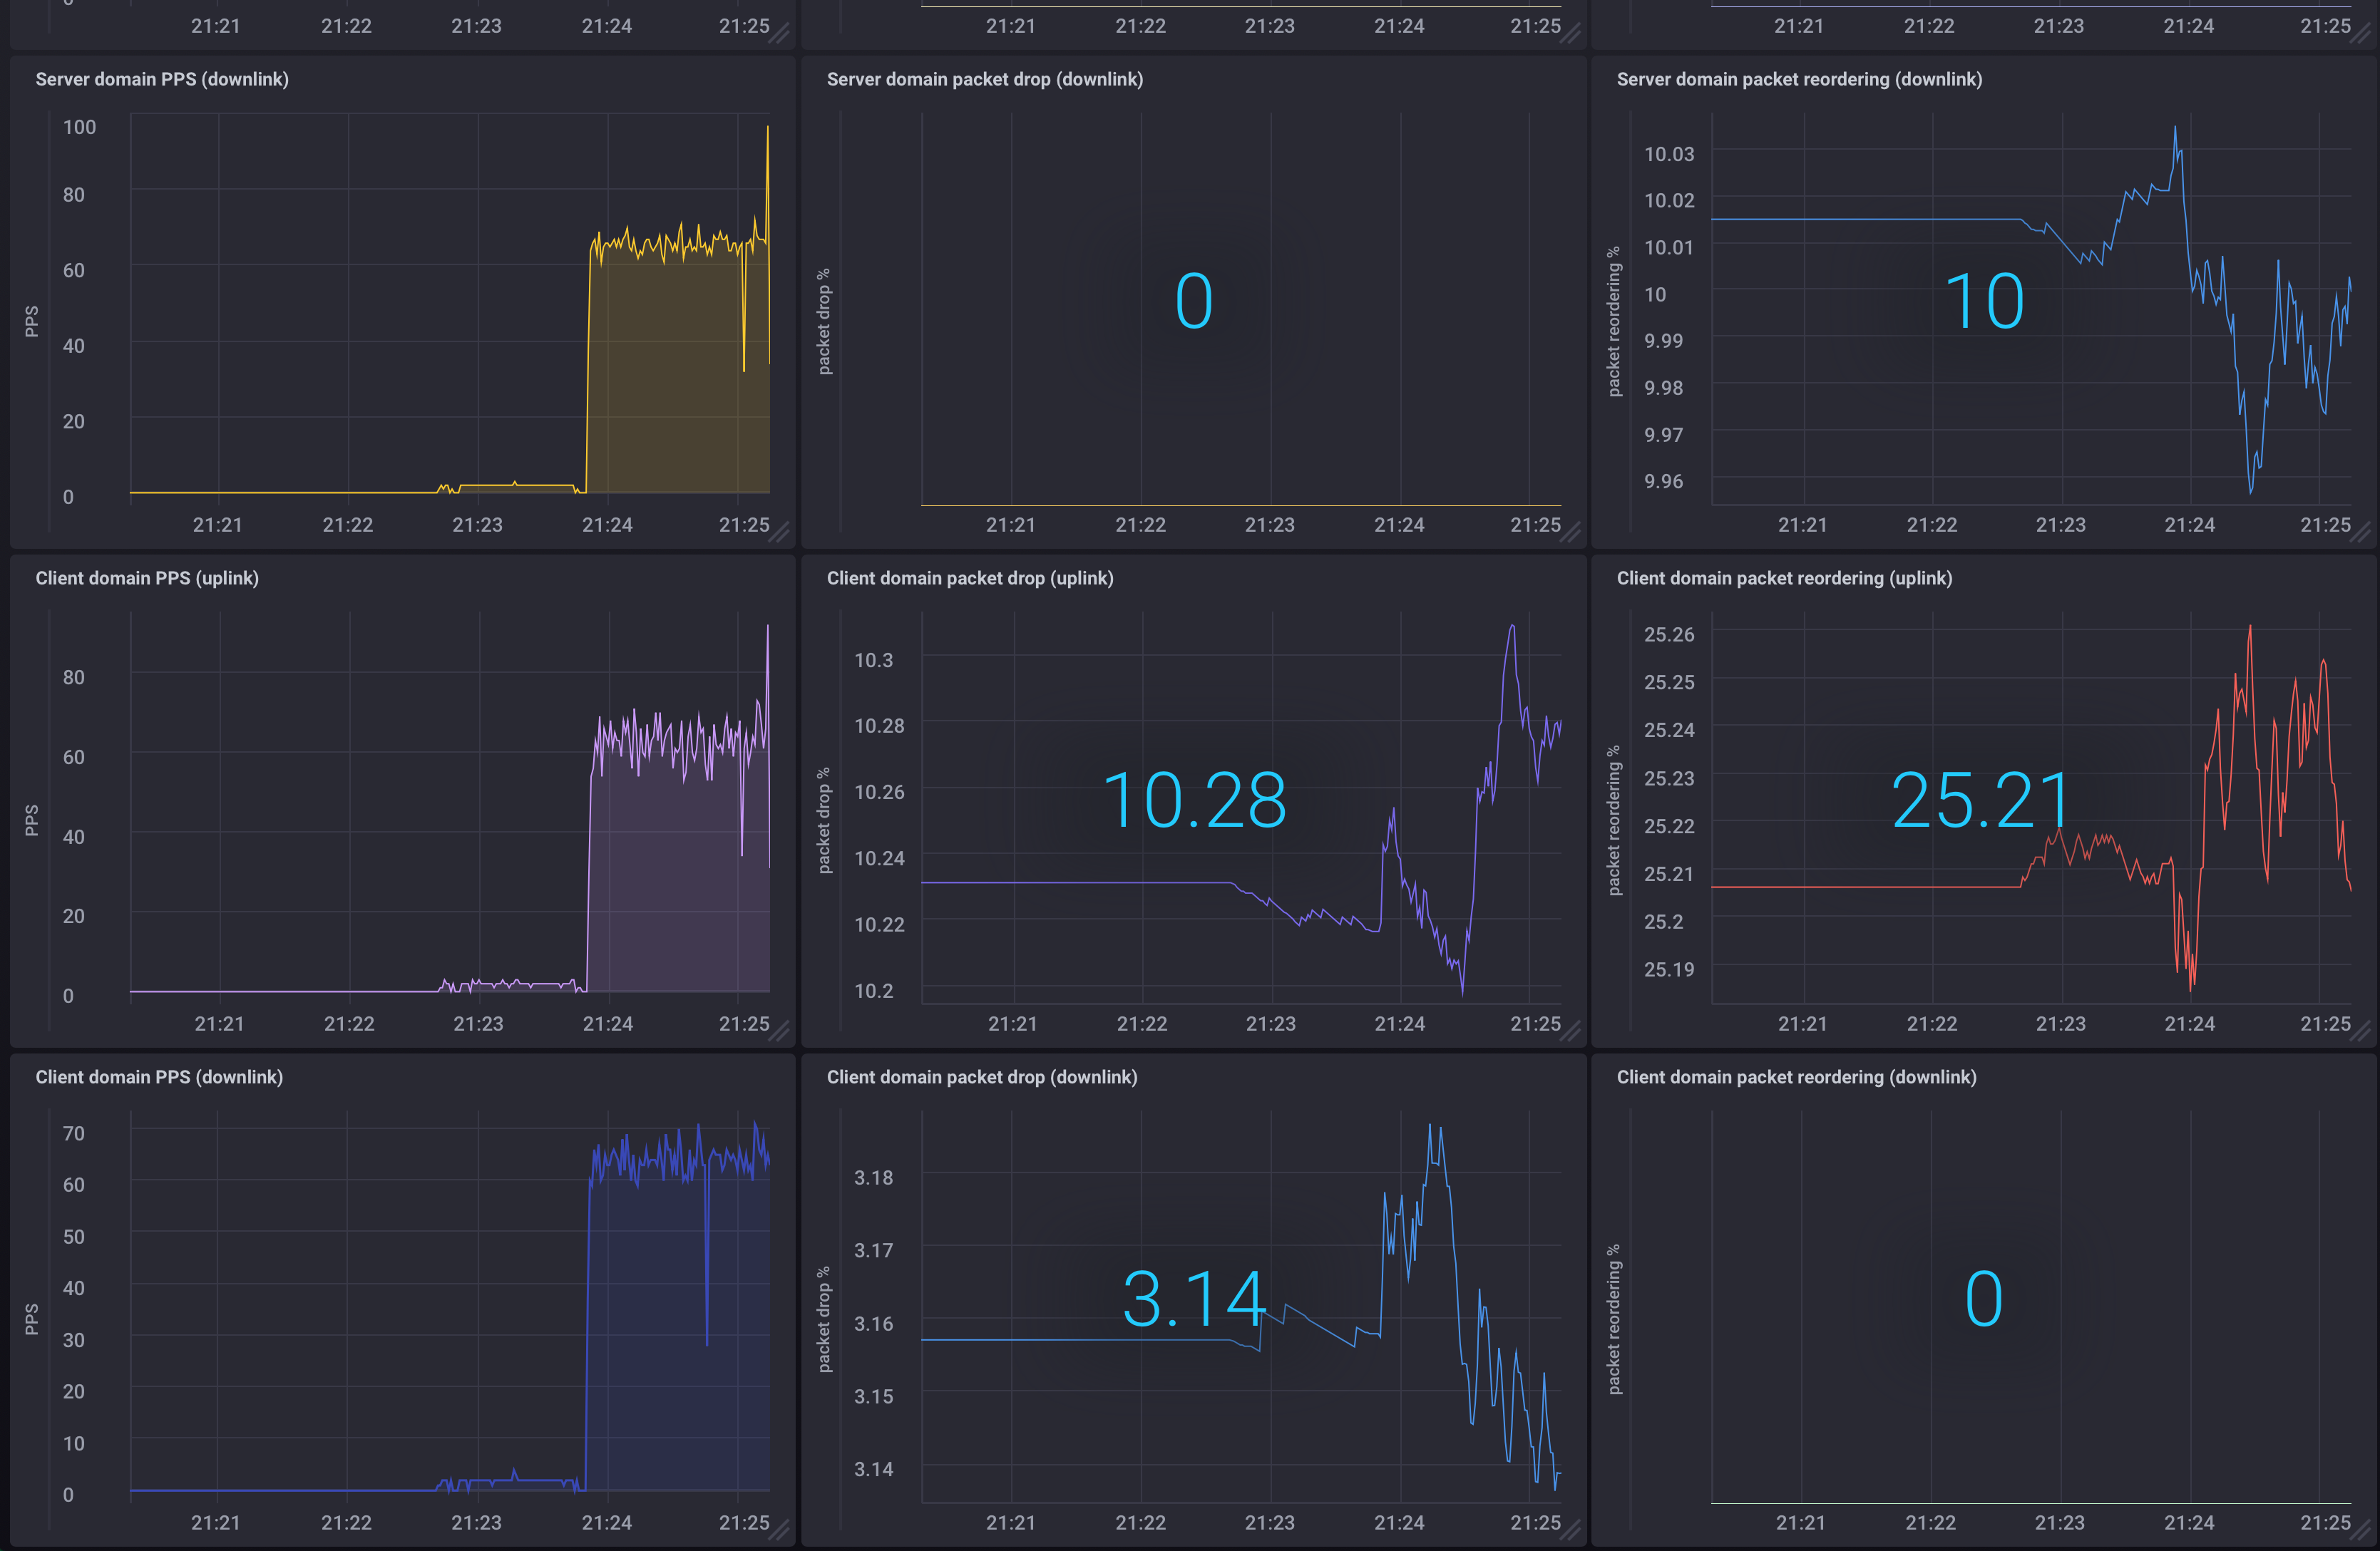 0
21:21 21:22 21:23 21:24 21:25
21:21 21:22 21:23 21:24 21:25
21:21 21:22 21:23 21:24 21:25
Server domain PPS (downlink)
PPS
100
80
60
40
20
0
21:21 21:22 21:23 21:24 21:25
Server domain packet drop (downlink)
packet drop %
0
21:21 21:22 21:23 21:24 21:25
Server domain packet reordering (downlink)
packet reordering %
10.03
10.02
10.01
10
9.99
9.98
9.97
9.96
10
21:21 21:22 21:23 21:24 21:25
Client domain PPS (uplink)
PPS
80
60
40
20
0
21:21 21:22 21:23 21:24 21:25
Client domain packet drop (uplink)
packet drop %
10.3
10.28
10.26
10.24
10.22
10.2
10.28
21:21 21:22 21:23 21:24 21:25
Client domain packet reordering (uplink)
packet reordering %
25.26
25.25
25.24
25.23
25.22
25.21
25.2
25.19
25.21
21:21 21:22 21:23 21:24 21:25
Client domain PPS (downlink)
PPS
70
60
50
40
30
20
10
0
21:21 21:22 21:23 21:24 21:25
Client domain packet drop (downlink)
packet drop %
3.18
3.17
3.16
3.15
3.14
3.14
21:21 21:22 21:23 21:24 21:25
Client domain packet reordering (downlink)
packet reordering %
0
21:21 21:22 21:23 21:24 21:25